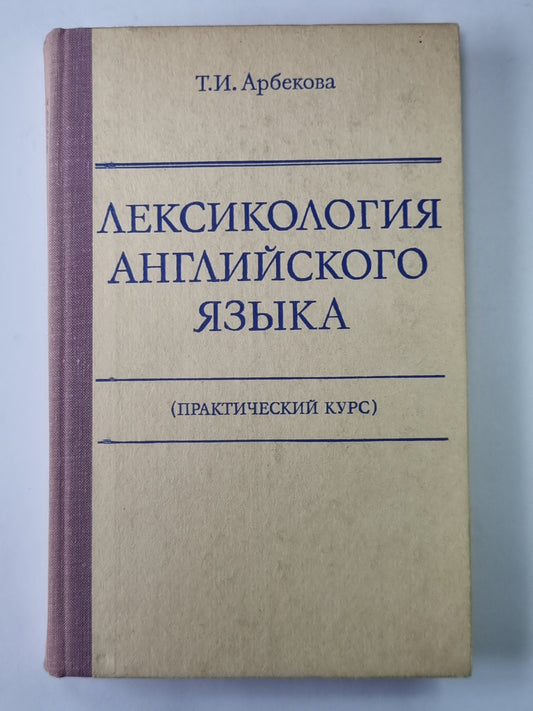 Т.И. Арбекова
ЛЕКСИКОЛОГИЯ
АНГЛИЙСКОГО
ЯЗЫКА
(ПРАКТИЧЕСКИЙ КУРС)